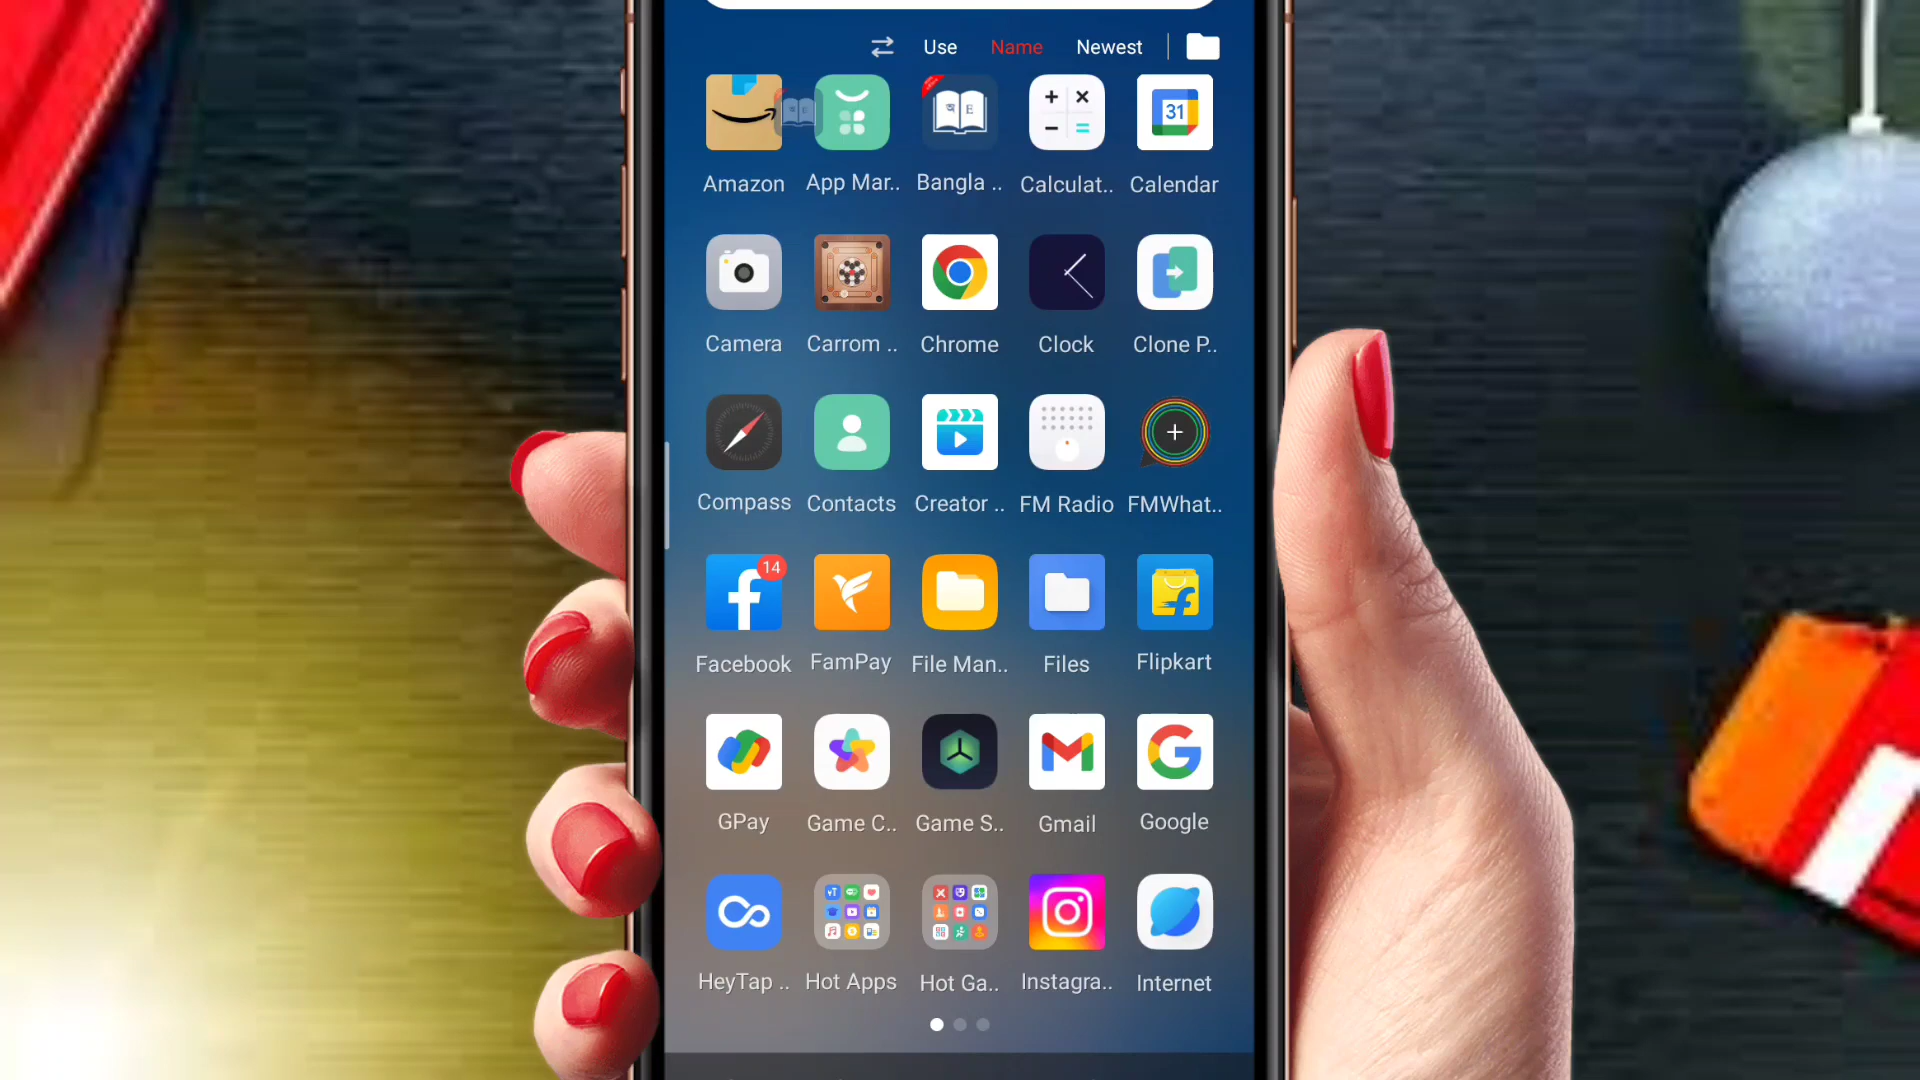 Use Name Newest
অ E
31
Amazon App Mar.. Bangla .. Calculat.. Calendar
Camera Carrom .. Chrome Clock Clone P..
Compass Contacts Creator .. FM Radio FMWhat..
14
Facebook FamPay File Man.. Files Flipkart
GPay Game C.. Game S.. Gmail Google
HeyTap .. Hot Apps Hot Ga.. Instagra.. Internet